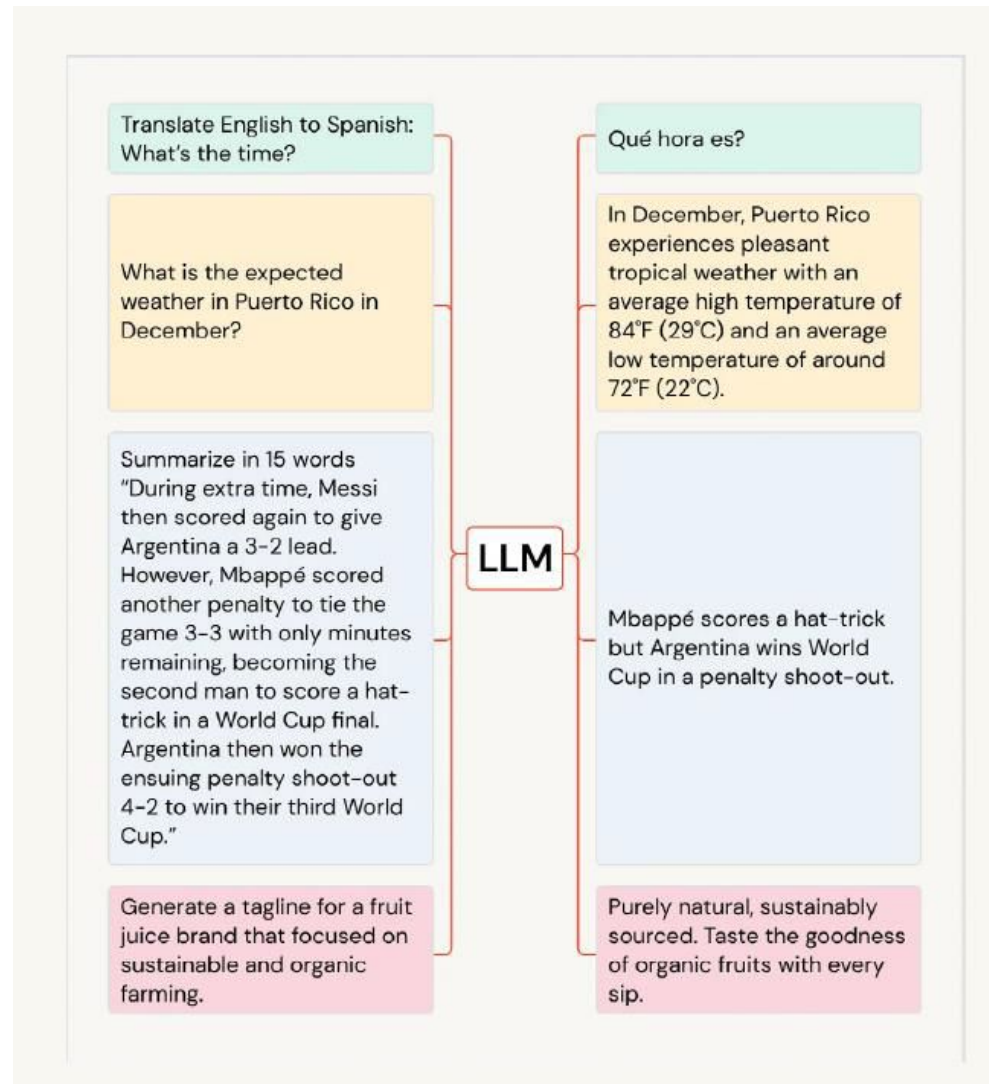 Translate English to Spanish:
What's the time?
Qué hora es?
What is the expected
weather in Puerto Rico in
December?
In December, Puerto Rico
experiences pleasant
tropical weather with an
average high temperature of
84°F (29°C) and an average
low temperature of around
72°F (22°C).
Summarize in 15 words
“During extra time, Messi
then scored again to give
Argentina a 3-2 lead.
However, Mbappé scored
another penalty to tie the
game 3-3 with only minutes
remaining, becoming the
second man to score a hat-
trick in a World Cup final.
Argentina then won the
ensuing penalty shoot-out
4-2 to win their third World
Cup.”
LLM
Mbappé scores a hat-trick
but Argentina wins World
Cup in a penalty shoot-out.
Generate a tagline for a fruit
juice brand that focused on
sustainable and organic
farming.
Purely natural, sustainably
sourced. Taste the goodness
of organic fruits with every
sip.